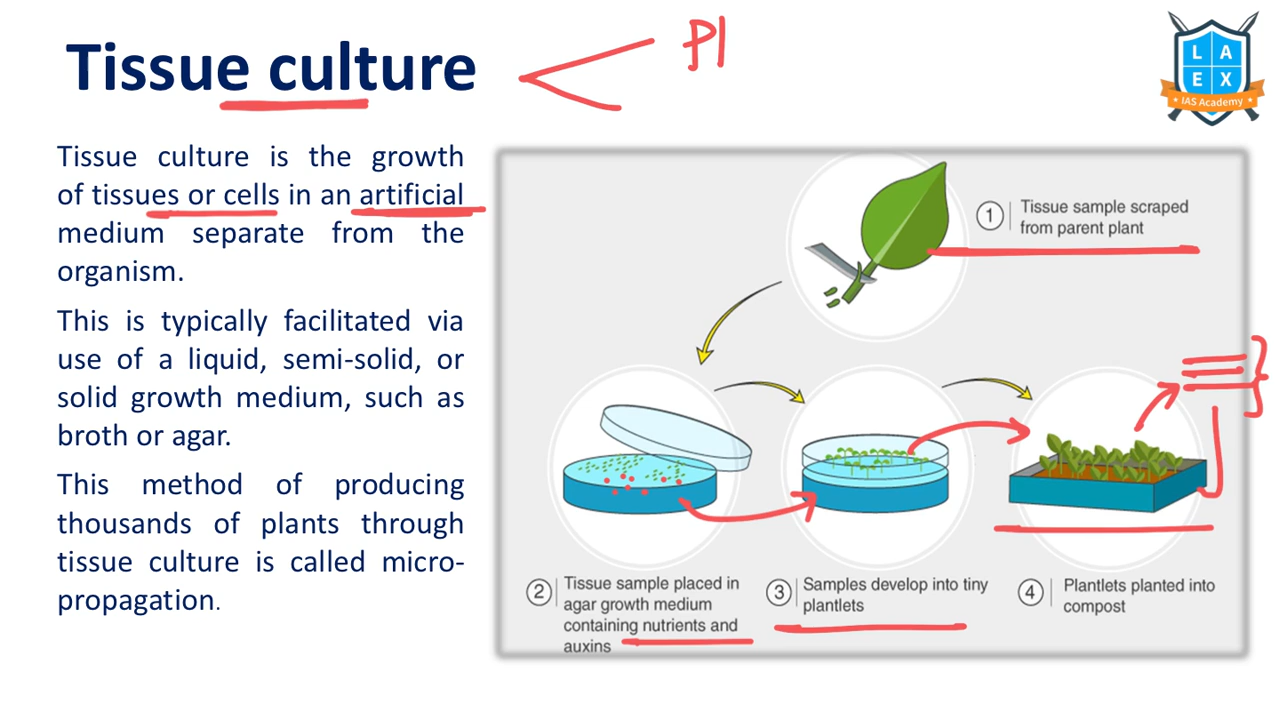 Tissue culture
Pl
L A
E X
IAS Academy
Tissue culture is the growth
of tissues or cells in an artificial
medium separate from the
organism.
This is typically facilitated via
use of a liquid, semi-solid, or
solid growth medium, such as
broth or agar.
This method of producing
thousands of plants through
tissue culture is called micro-
propagation.
1 Tissue sample scraped
from parent plant
2 Tissue sample placed in
agar growth medium
containing nutrients and
auxins
3 Samples develop into tiny
plantlets
4 Plantlets planted into
compost